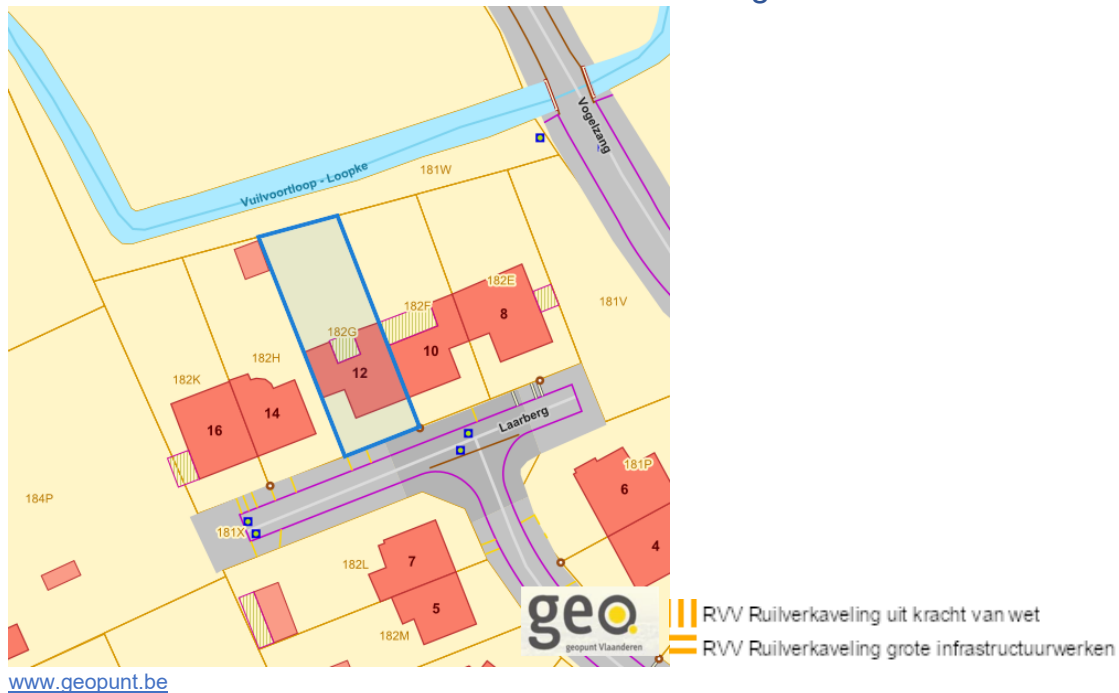 Vogelzang
181W
Vuilvoortloop - Loopke
182E
182F
181V
8
182G
10
182H
12
182K
14
Laarberg
16
181P
6
184P
181X
4
7
182L
5
182M
geo
geopunt Vlaanderen
RVV Ruilverkaveling uit kracht van wet
RVV Ruilverkaveling grote infrastructuurwerken
www.geopunt.be